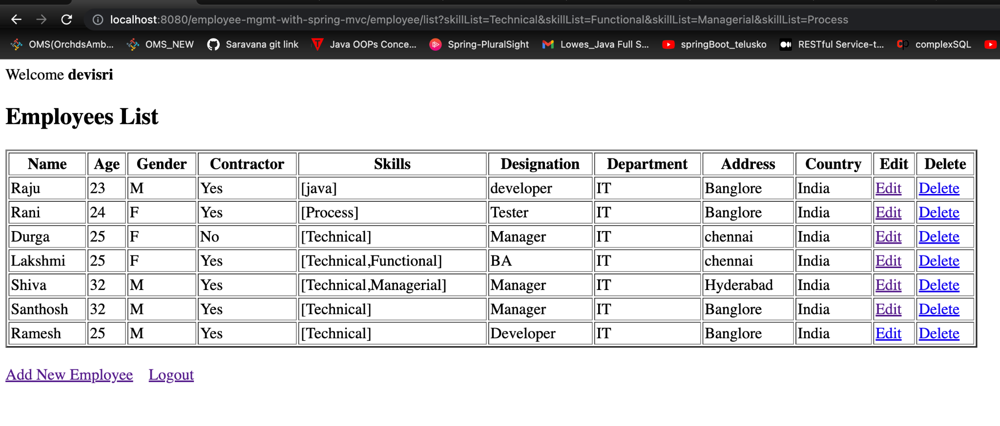 localhost:8080/employee-mgmt-with-spring-mvc/employee/list?skillList=Technical&skillList=Functional&skillList=Managerial&skillList=Process
OMS(OrchdsAmb... OMS_NEW Saravana git link Java OOPs Conce... Spring-PluralSight Lowes_Java Full S... springBoot_telusko RESTful Service-t... cp complexSQL
Welcome devisri
Employees List
Name Age Gender Contractor Skills Designation Department Address Country Edit Delete
Raju 23 M Yes [java] developer IT Banglore India Edit Delete
Rani 24 F Yes [Process] Tester IT Banglore India Edit Delete
Durga 25 F No [Technical] Manager IT chennai India Edit Delete
Lakshmi 25 F Yes [Technical,Functional] BA IT chennai India Edit Delete
Shiva 32 M Yes [Technical,Managerial] Manager IT Hyderabad India Edit Delete
Santhosh 32 M Yes [Technical] Manager IT Banglore India Edit Delete
Ramesh 25 M Yes [Technical] Developer IT Banglore India Edit Delete
Add New Employee Logout